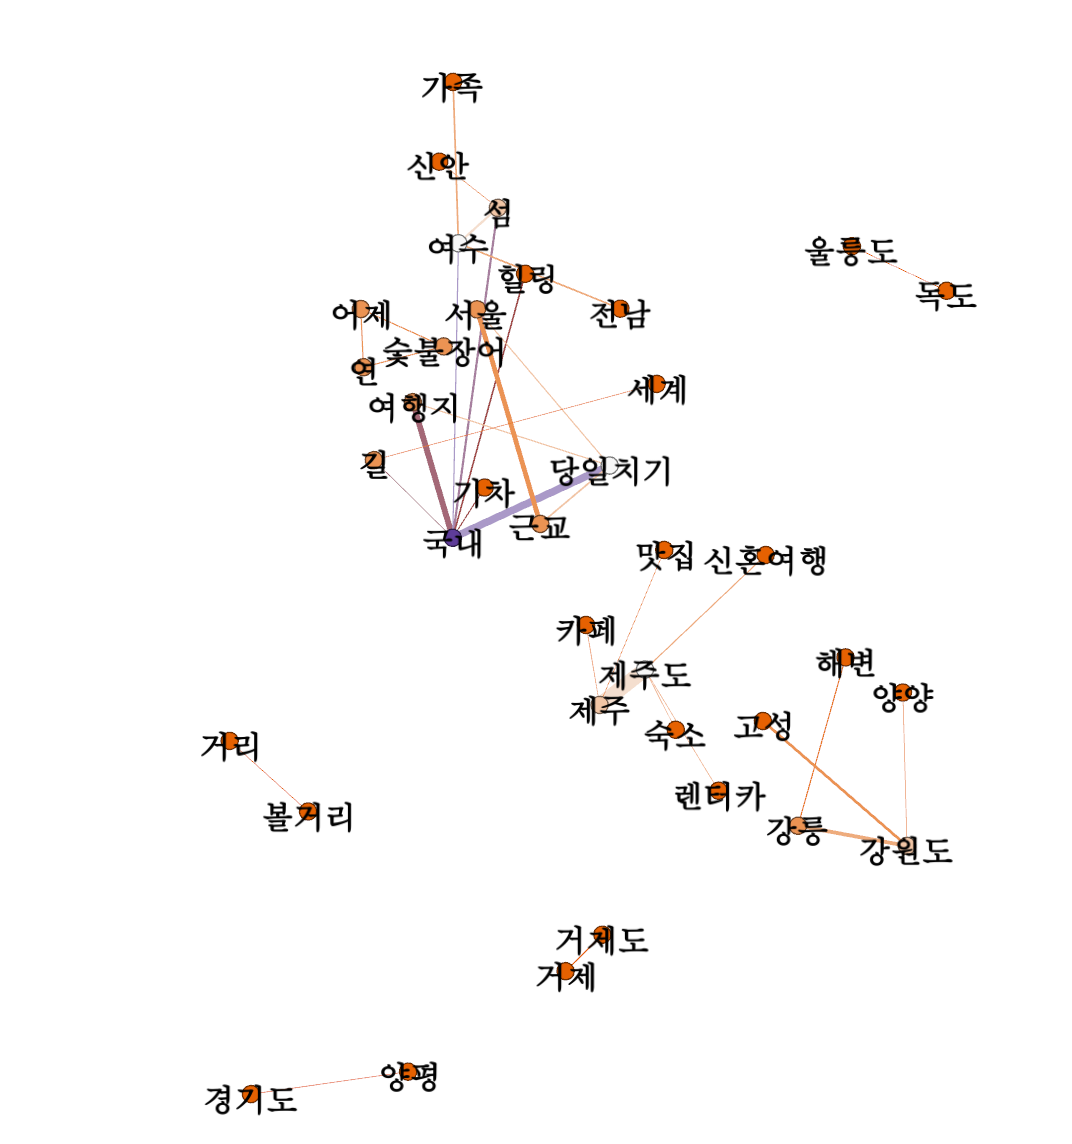 가족
신안
섬
여수
울릉도
힐링
독도
어제
서울
전남
숯불장어
연
세계
여행지
길
당일치기
기차
근교
국내
맛집
신혼여행
카페
해변
제주도
양양
제주
고성
숙소
거리
렌터카
볼거리
강릉
강원도
거제도
거제
양평
경기도